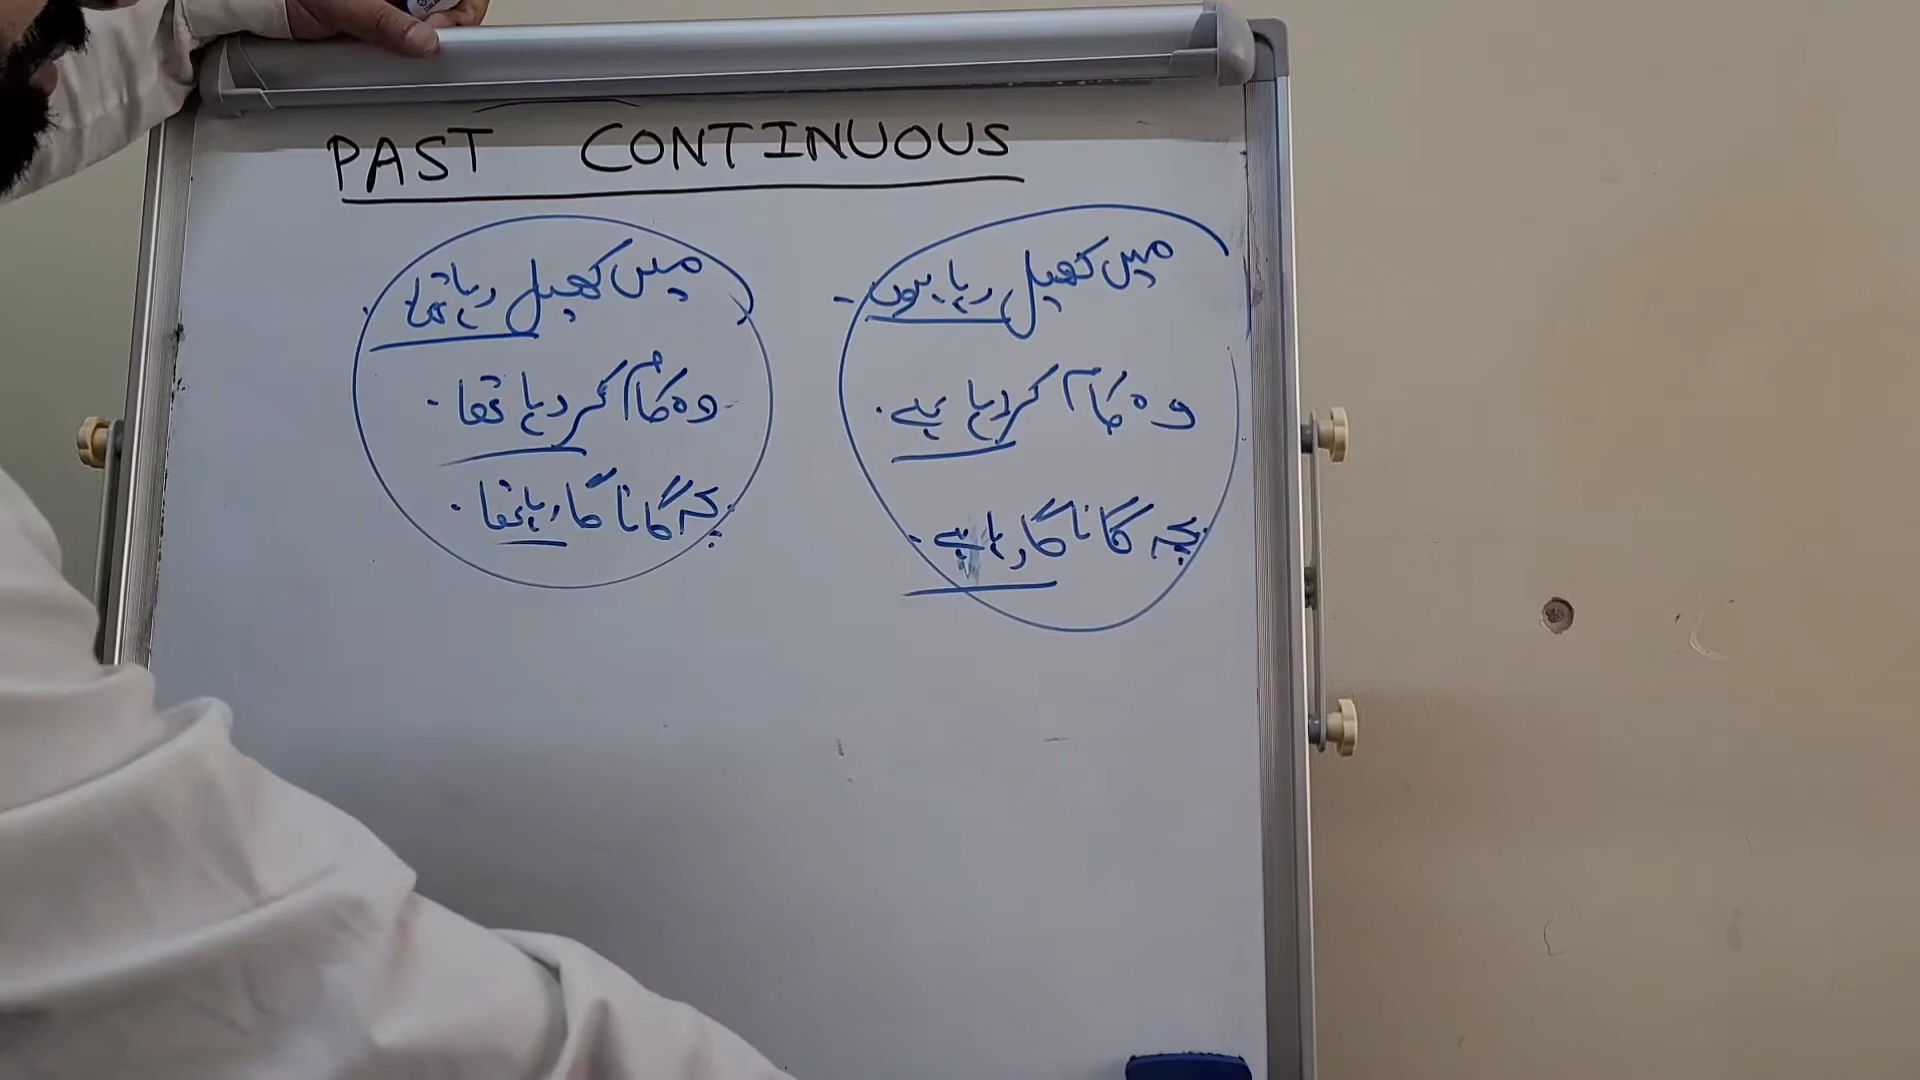 PAST CONTINUOUS
میں کھیل رہا ہوں۔
وہ کام کر رہا ہے۔
بچہ گانا گا رہا ہے۔
میں کھیل رہا تھا۔
وہ کام کر رہا تھا۔
بچہ گانا گا رہا تھا۔